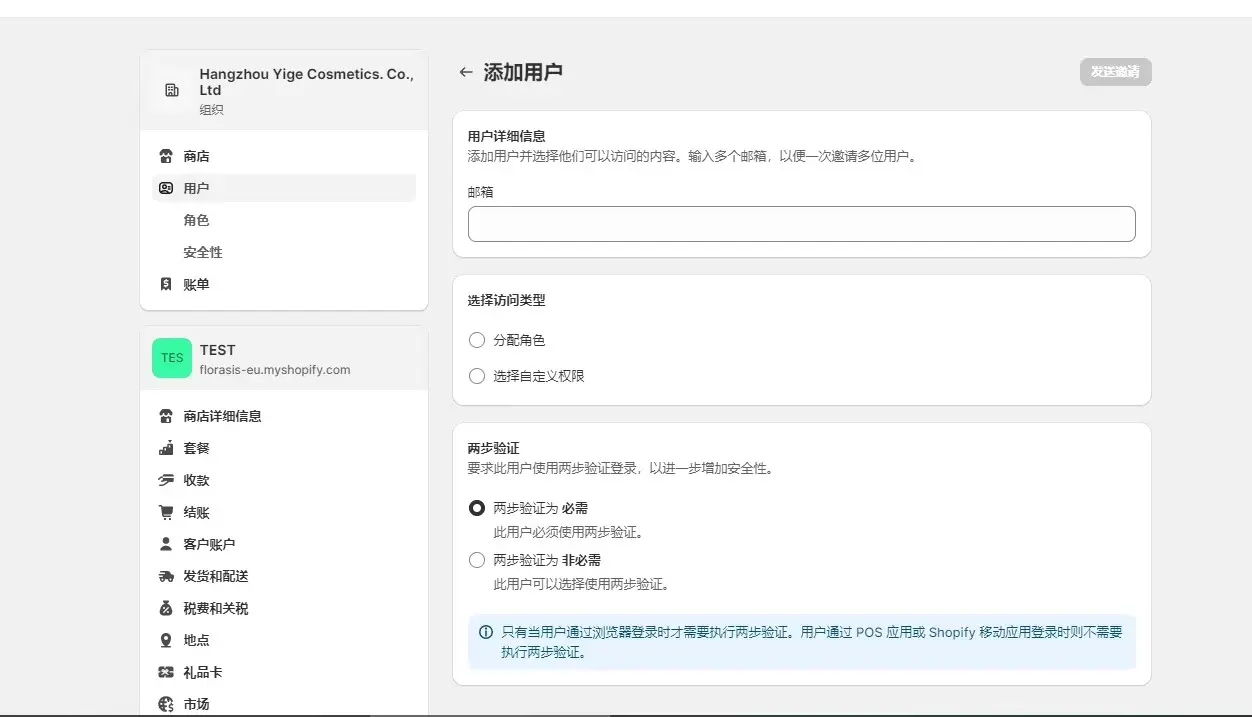 Hangzhou Yige Cosmetics. Co.,
Ltd
组织
商店
用户
角色
安全性
账单
TES
TEST
florasis-eu.myshopify.com
商店详细信息
套餐
收款
结账
客户账户
发货和配送
税费和关税
地点
礼品卡
市场
添加用户
发送邀请
用户详细信息
添加用户并选择他们可以访问的内容。输入多个邮箱，以便一次邀请多位用户。
邮箱
选择访问类型
分配角色
选择自定义权限
两步验证
要求此用户使用两步验证登录，以进一步增加安全性。
两步验证为 必需
此用户必须使用两步验证。
两步验证为 非必需
此用户可以选择使用两步验证。
只有当用户通过浏览器登录时才需要执行两步验证。用户通过 POS 应用或 Shopify 移动应用登录时则不需要
执行两步验证。